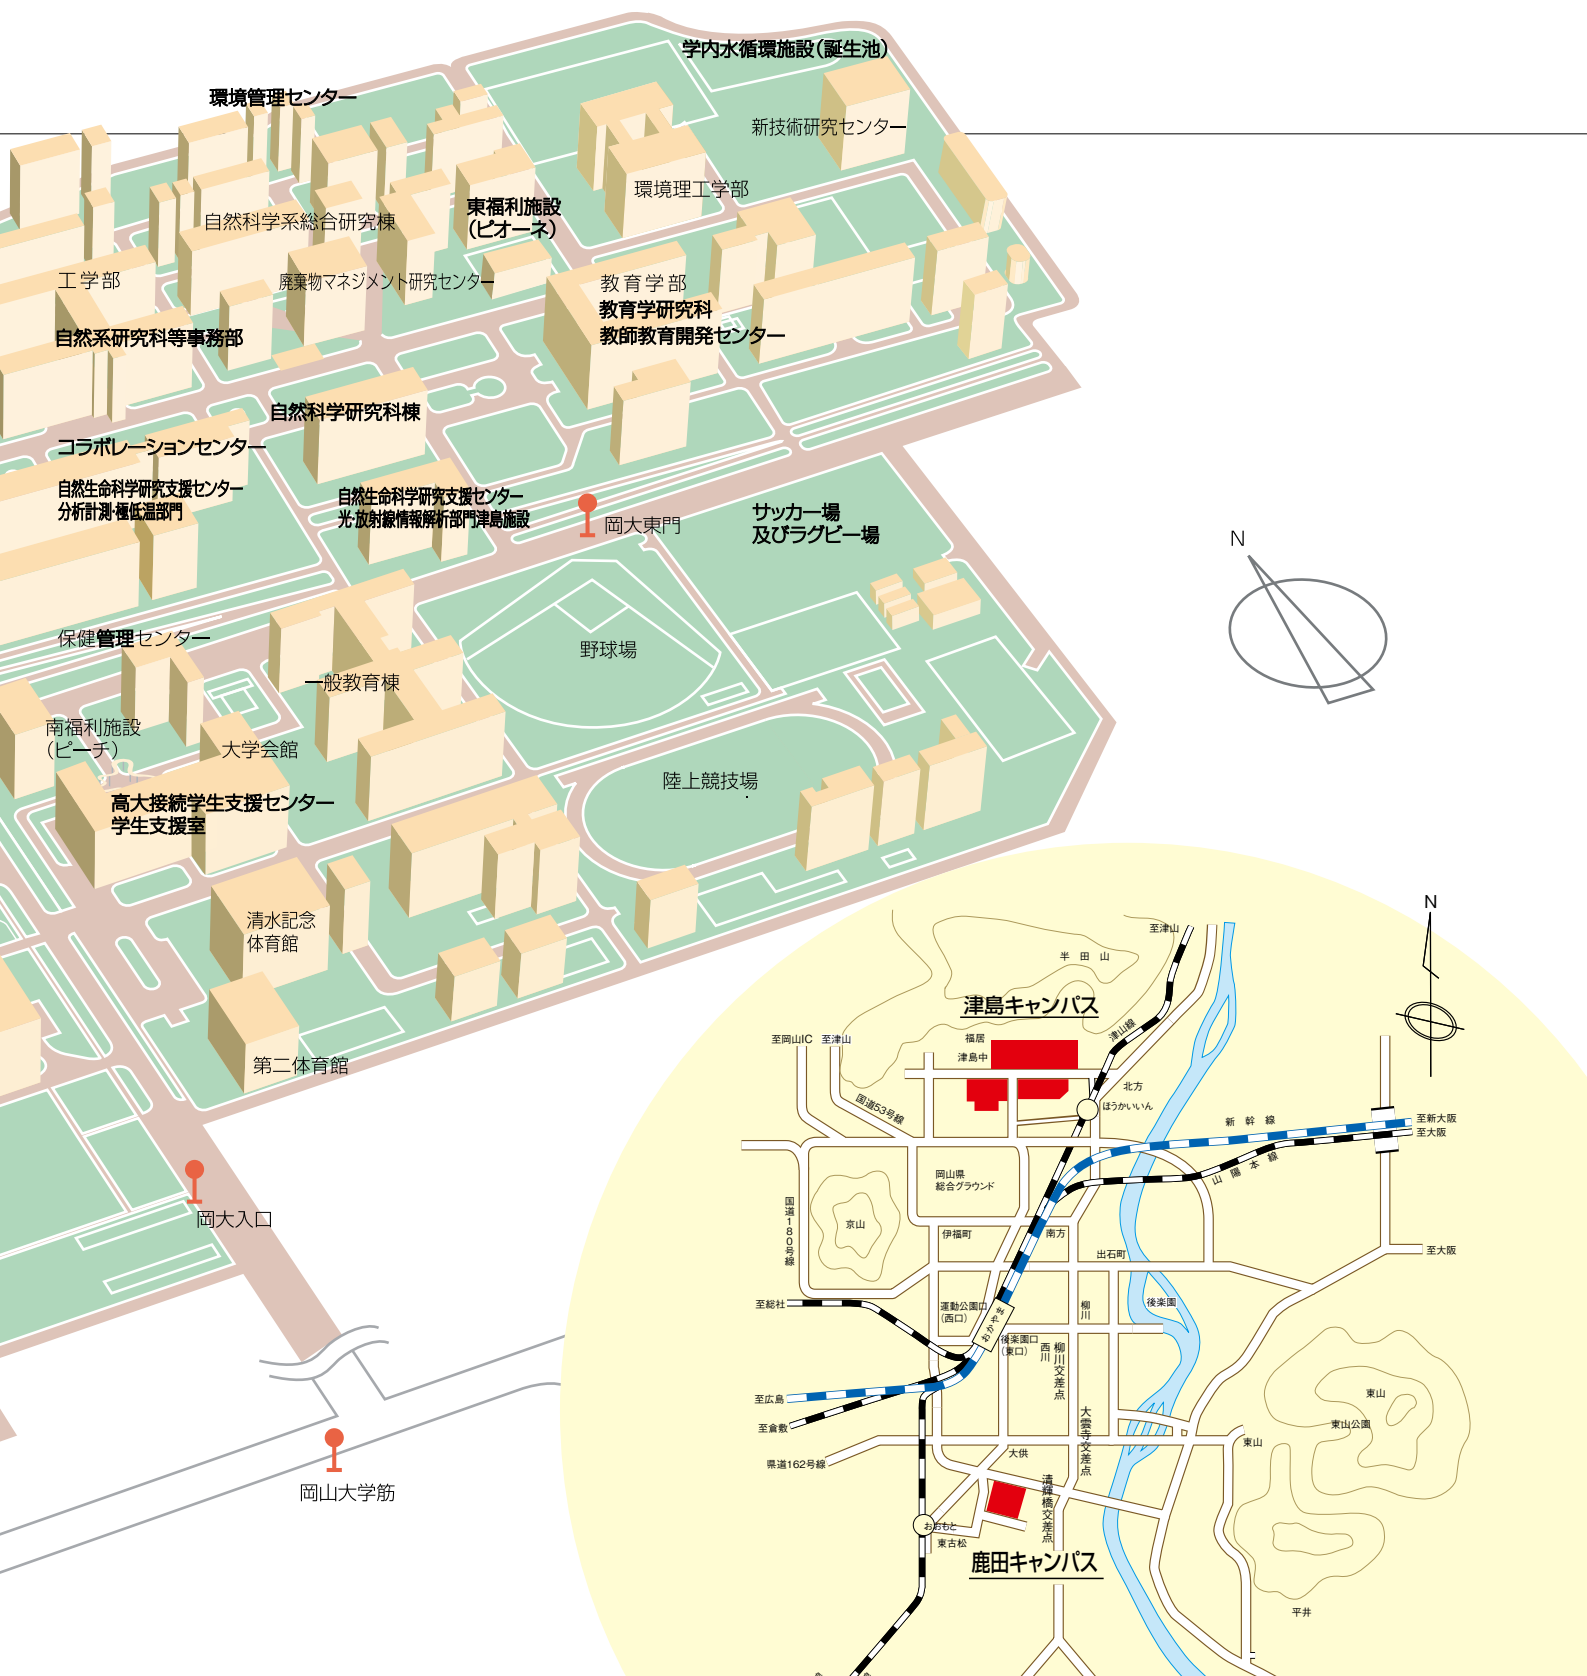 学内水循環施設(誕生池)
環境管理センター
新技術研究センター
環境理工学部
東福利施設
(ピオーネ)
自然科学系総合研究棟
工学部
廃棄物マネジメント研究センター
教育学部
教育学研究科
教師教育開発センター
自然系研究科等事務部
自然科学研究科棟
コラボレーションセンター
自然生命科学研究支援センター
分析計測・極低温部門
自然生命科学研究支援センター
光・放射線情報解析部門津島施設
岡大東門
サッカー場
及びラグビー場
N
保健管理センター
野球場
一般教育棟
南福利施設
(ピーチ)
大学会館
陸上競技場
高大接続学生支援センター
学生支援室
清水記念
体育館
第二体育館
岡大入口
岡山大学筋
N
至津山
半田山
津島キャンパス
津山線
至岡山IC
至津山
福居
津島中
北方
ほうかいいん
国道53号線
新幹線
至新大阪
至大阪
山陽本線
岡山県
総合グラウンド
国道180号線
京山
伊福町
南方
出石町
至大阪
至総社
運動公園口
(西口)
おかやま
柳川
後楽園
後楽園口
(東口)
西川
柳川交差点
至広島
至倉敷
大雲寺交差点
東山
東山公園
東山
県道162号線
大供
清輝橋交差点
おおもと
東古松
鹿田キャンパス
平井